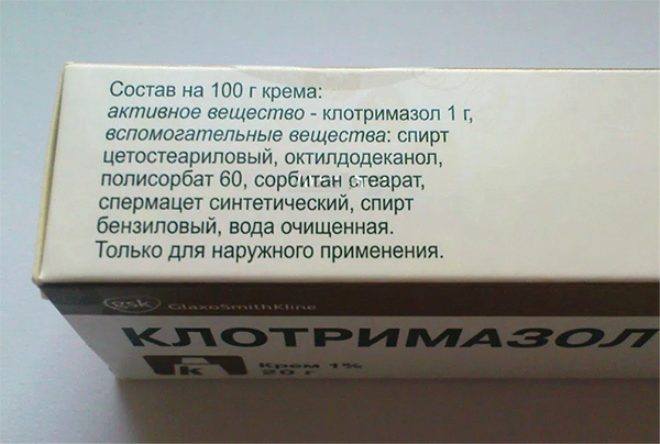 Состав на 100 г крема:
активное вещество - клотримазол 1 г,
вспомогательные вещества: спирт
цетостеариловый, октилдодеканол,
полисорбат 60, сорбитан стеарат,
спермацет синтетический, спирт
бензиловый, вода очищенная.
Только для наружного применения.
gsk GlaxoSmithKline
КЛОТРИМАЗОЛ
k Крем 1%
20 г